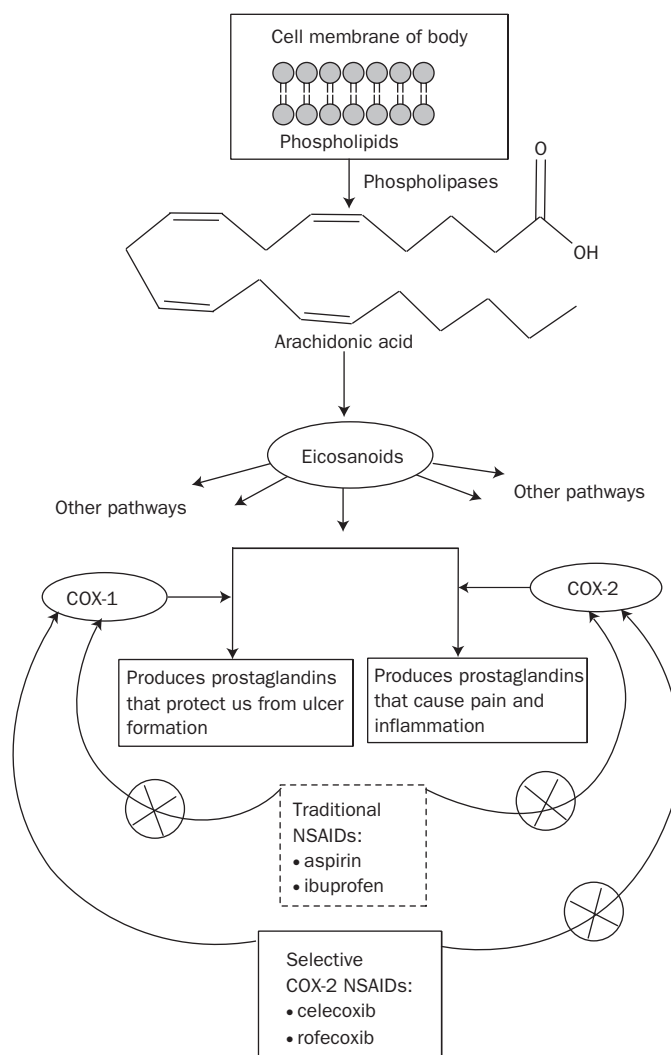 Cell membrane of body
Phospholipids
Phospholipases
O
OH
Arachidonic acid
Eicosanoids
Other pathways
Other pathways
COX-1
COX-2
Produces prostaglandins
that protect us from ulcer
formation
Produces prostaglandins
that cause pain and
inflammation
Traditional
NSAIDs:
• aspirin
• ibuprofen
Selective
COX-2 NSAIDs:
• celecoxib
• rofecoxib